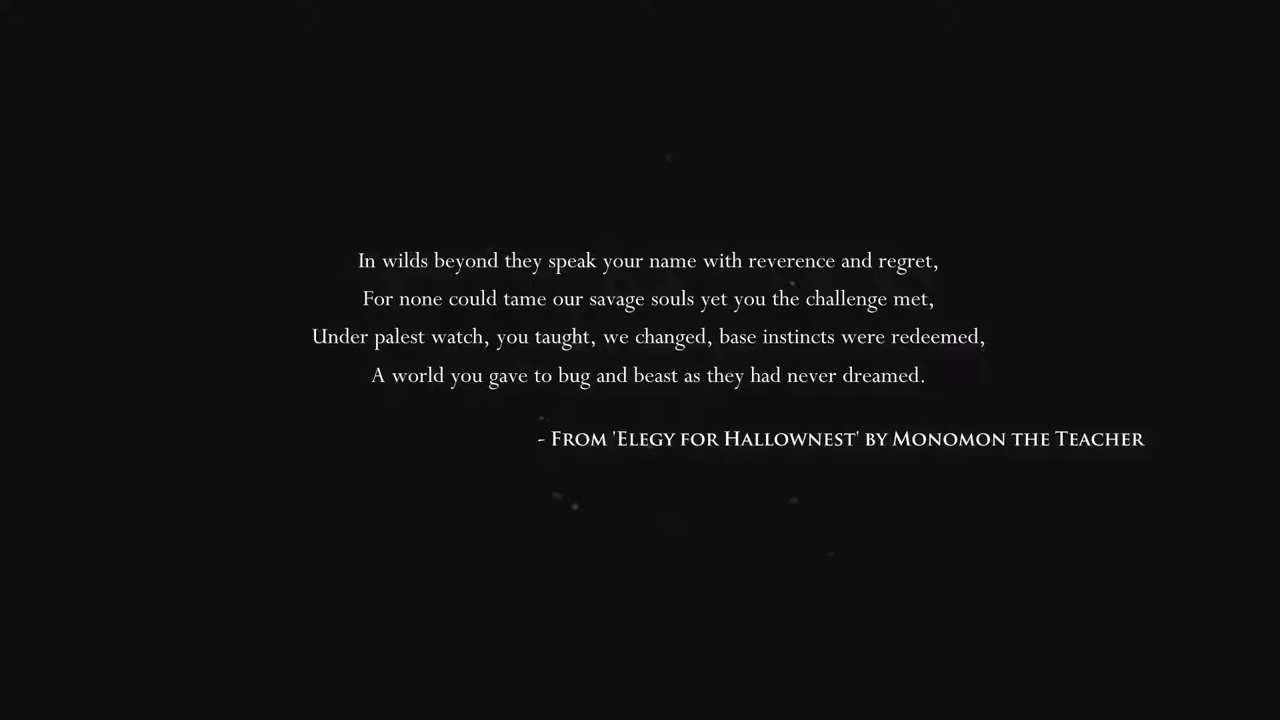 In wilds beyond they speak your name with reverence and regret,
For none could tame our savage souls yet you the challenge met,
Under palest watch, you taught, we changed, base instincts were redeemed,
A world you gave to bug and beast as they had never dreamed.
- From 'Elegy for Hallownest' by Monomon the Teacher